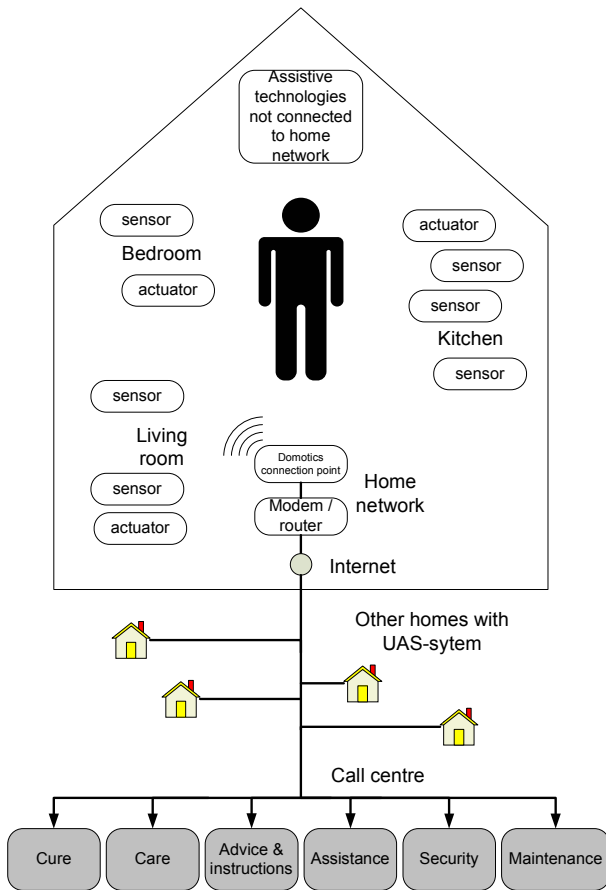 Assistive
technologies
not connected
to home
network
sensor
Bedroom
actuator
actuator
sensor
sensor
Kitchen
sensor
sensor
Living
room
sensor
actuator
Domotics
connection point
Modem /
router
Home
network
Internet
Other homes with
UAS-sytem
Call centre
Cure
Care
Advice &
instructions
Assistance
Security
Maintenance